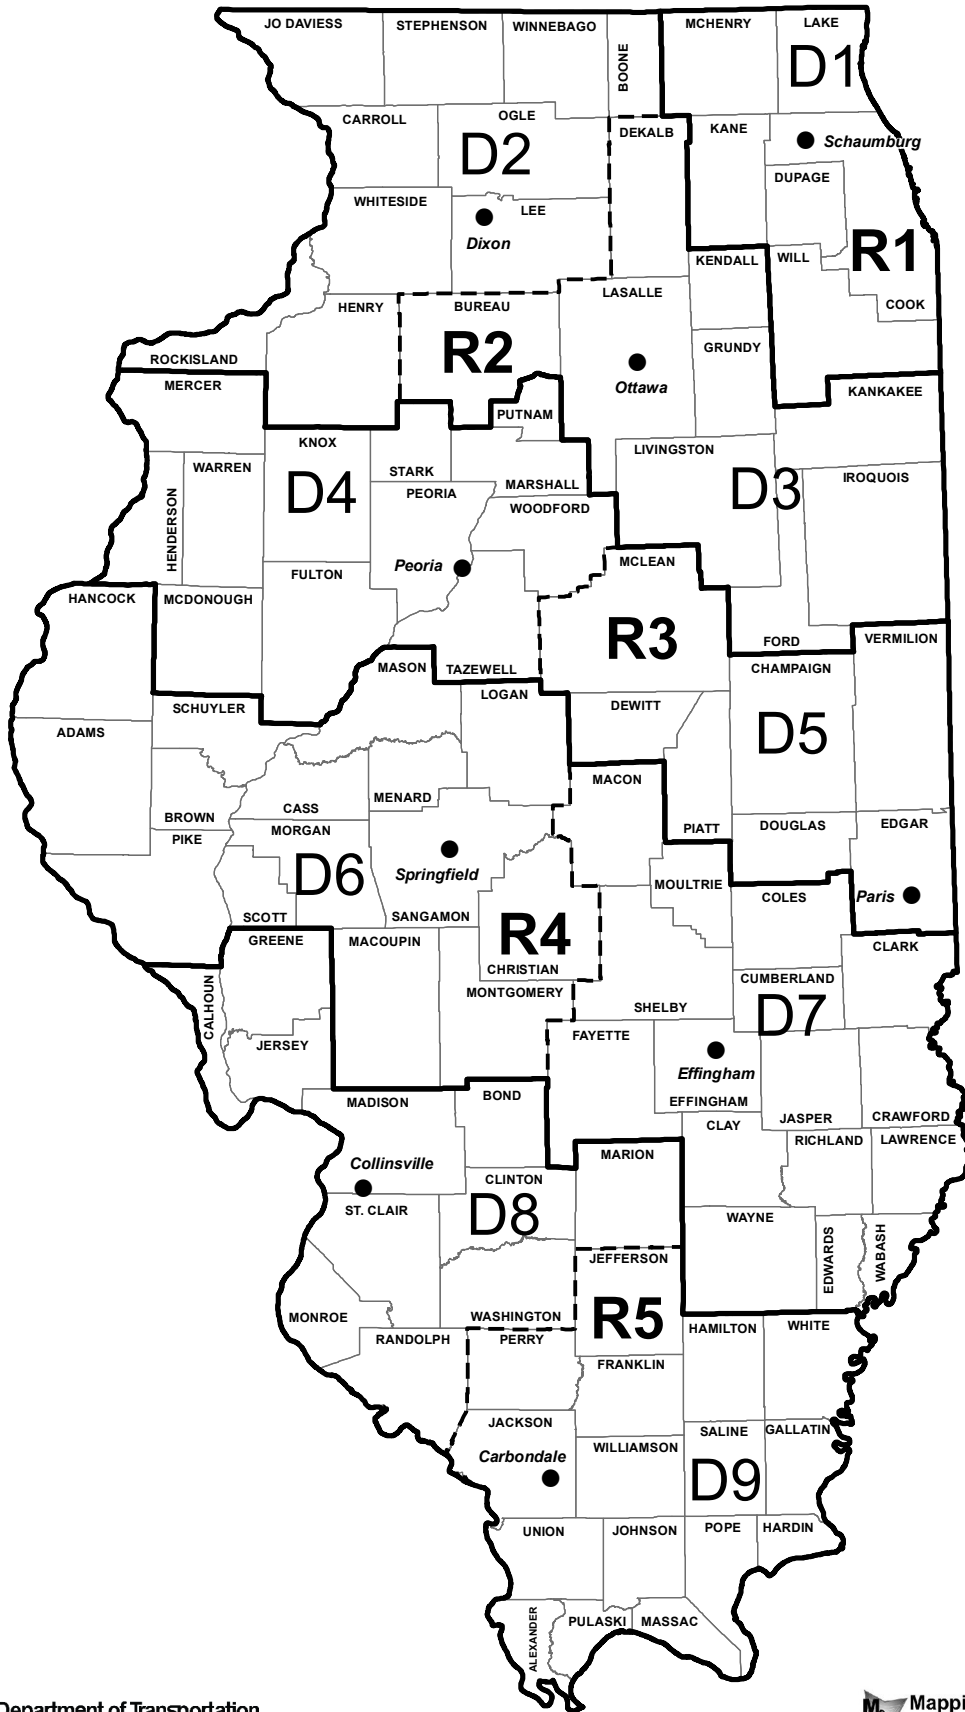 JO DAVIESS
STEPHENSON
WINNEBAGO
BOONE
MCHENRY
LAKE
D1
CARROLL
OGLE
DEKALB
KANE
Schaumburg
D2
DUPAGE
WHITESIDE
LEE
Dixon
R1
KENDALL
WILL
COOK
HENRY
BUREAU
LASALLE
R2
GRUNDY
ROCKISLAND
Ottawa
MERCER
KANKAKEE
PUTNAM
KNOX
LIVINGSTON
WARREN
STARK
D4
PEORIA
MARSHALL
D3
IROQUOIS
WOODFORD
HENDERSON
Peoria
MCLEAN
FULTON
HANCOCK
MCDONOUGH
R3
FORD
VERMILION
MASON
TAZEWELL
CHAMPAIGN
LOGAN
SCHUYLER
DEWITT
ADAMS
D5
MACON
MENARD
CASS
BROWN
MORGAN
PIATT
DOUGLAS
EDGAR
PIKE
Springfield
D6
MOULTRIE
COLES
Paris
SCOTT
SANGAMON
R4
GREENE
MACOUPIN
CLARK
CHRISTIAN
CUMBERLAND
MONTGOMERY
CALHOUN
SHELBY
D7
FAYETTE
JERSEY
Effingham
EFFINGHAM
MADISON
BOND
JASPER
CRAWFORD
CLAY
RICHLAND
LAWRENCE
MARION
Collinsville
CLINTON
ST. CLAIR
D8
WAYNE
EDWARDS
WABASH
JEFFERSON
MONROE
WASHINGTON
R5
RANDOLPH
PERRY
HAMILTON
WHITE
FRANKLIN
JACKSON
SALINE
GALLATIN
Carbondale
WILLIAMSON
D9
UNION
JOHNSON
POPE
HARDIN
ALEXANDER
PULASKI
MASSAC
Department of Transportation
Mappi